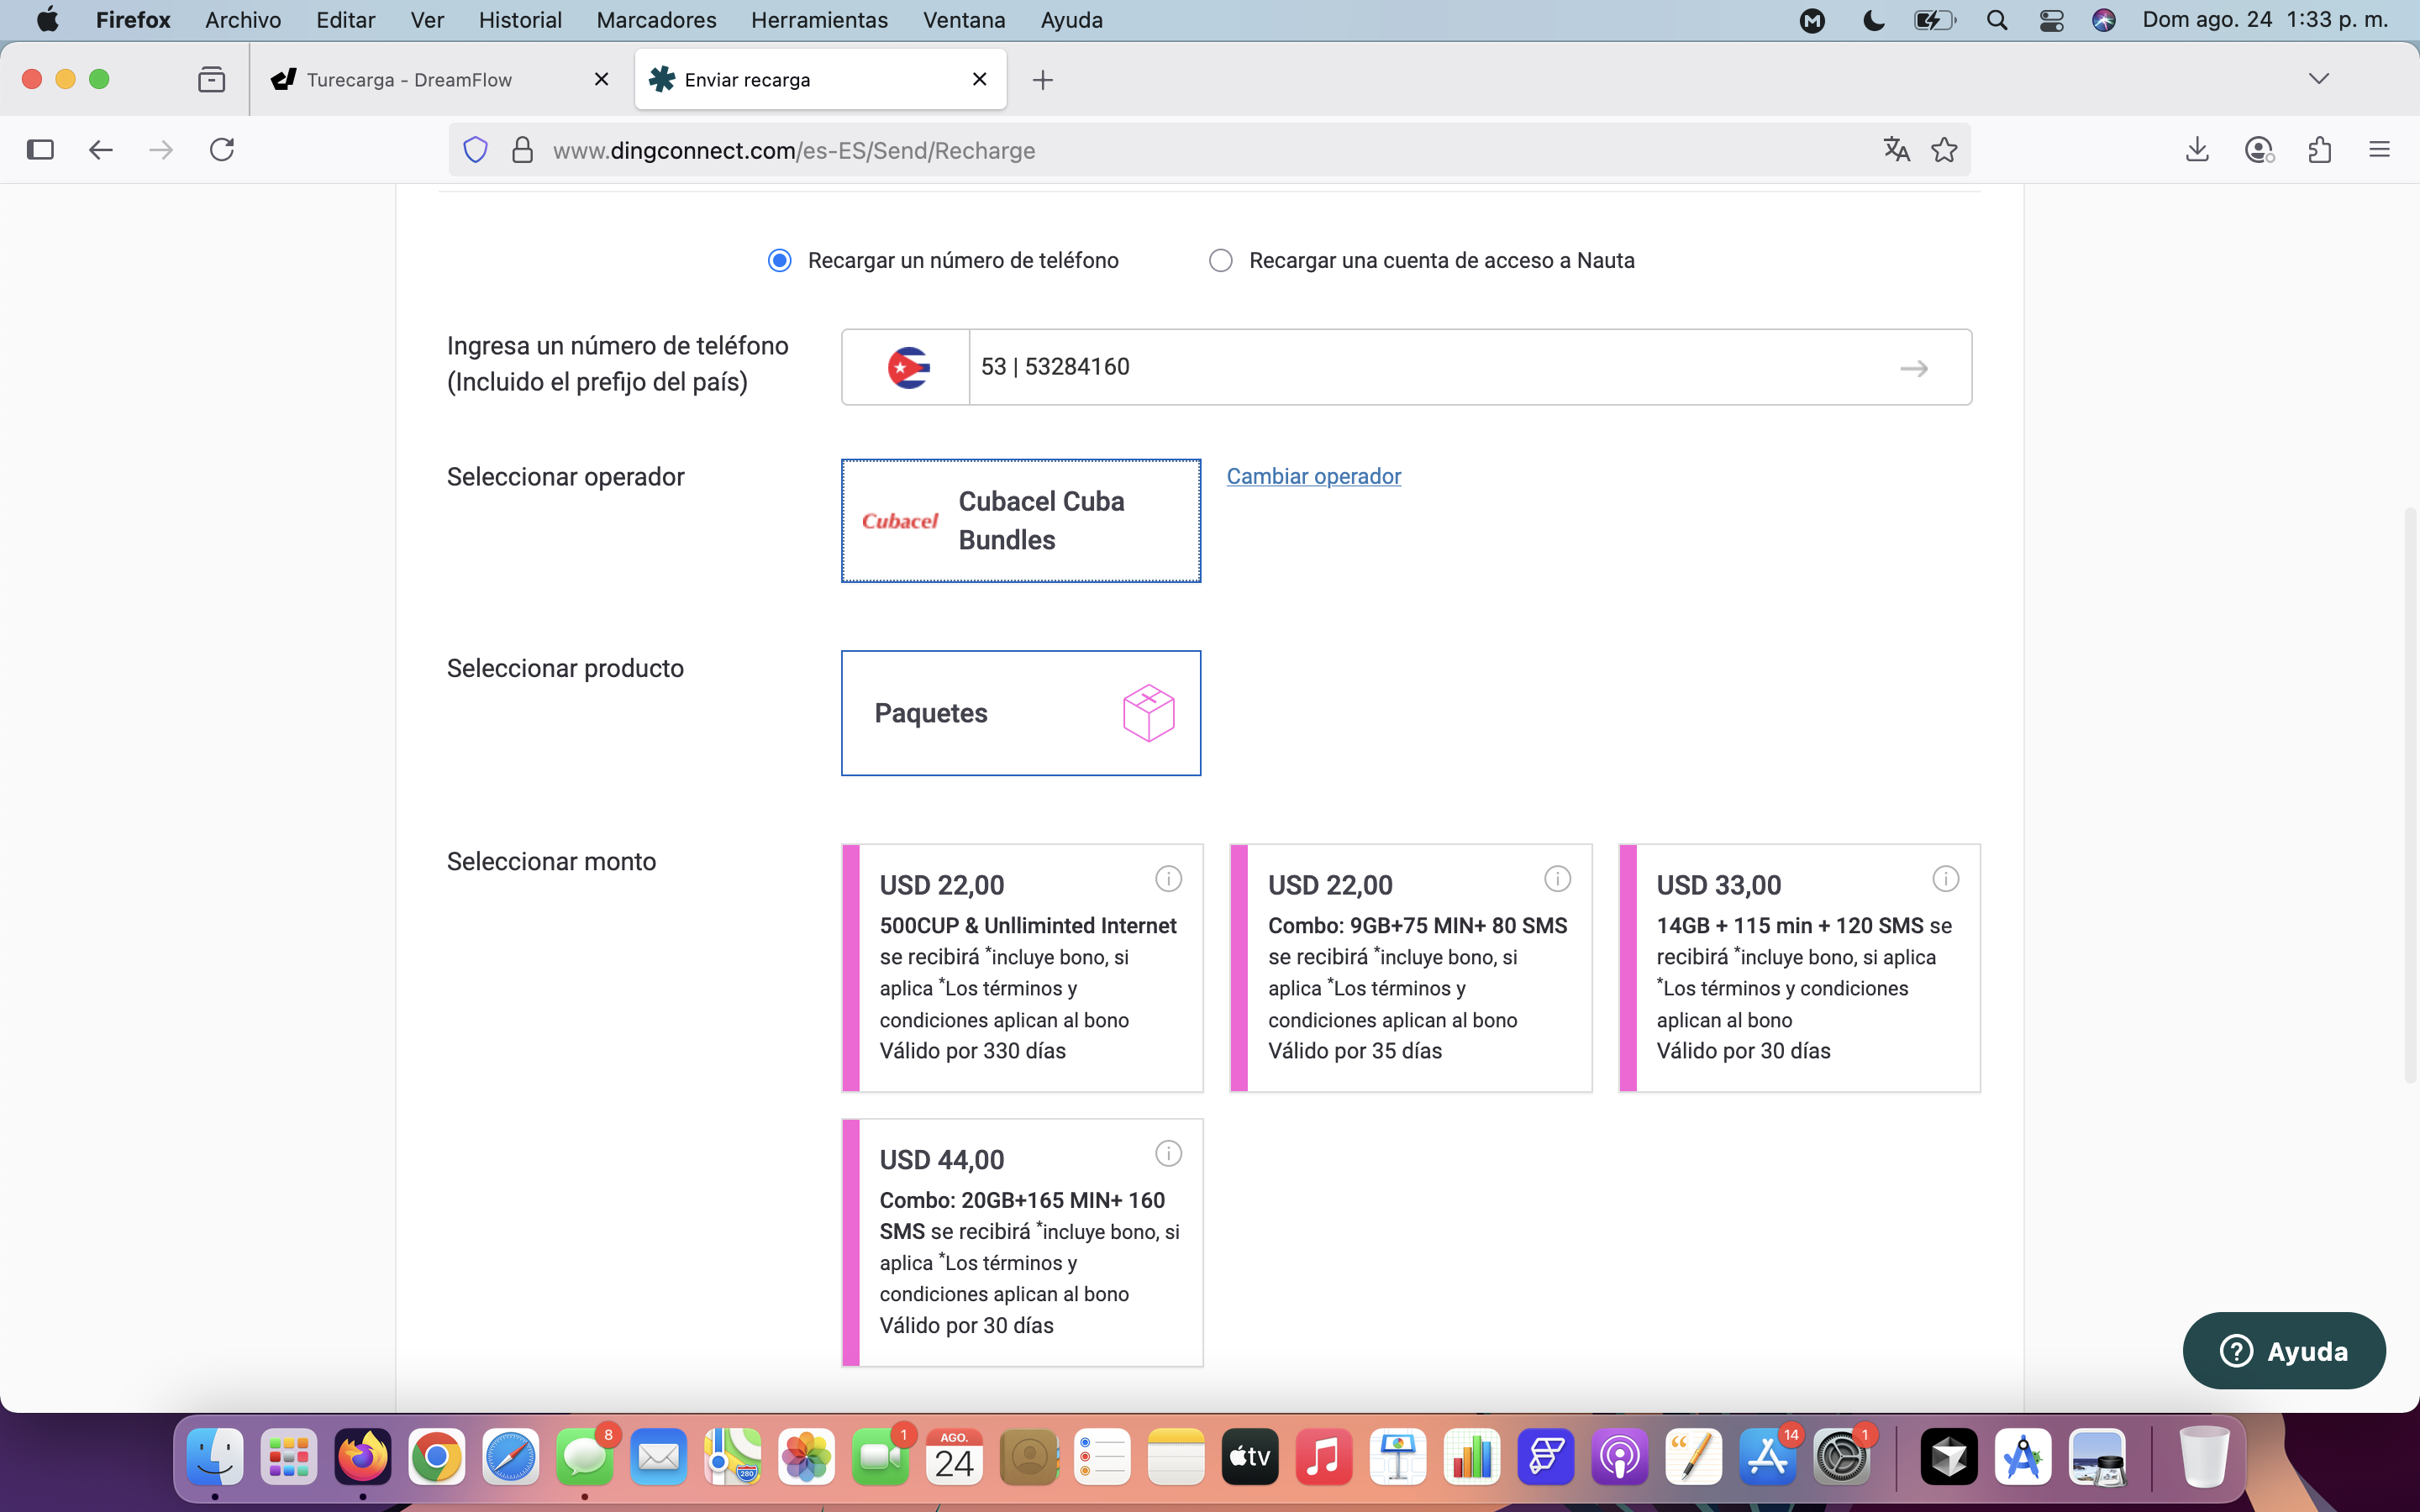 Firefox Archivo Editar Ver Historial Marcadores Herramientas Ventana Ayuda
Dom ago. 24 1:33 p. m.
Turecarga - DreamFlow
Enviar recarga
www.dingconnect.com/es-ES/Send/Recharge
Recargar un número de teléfono
Recargar una cuenta de acceso a Nauta
Ingresa un número de teléfono
(Incluido el prefijo del país)
53 | 53284160
Seleccionar operador
Cubacel
Cubacel Cuba
Bundles
Cambiar operador
Seleccionar producto
Paquetes
Seleccionar monto
USD 22,00
500CUP & Unlliminted Internet
se recibirá *incluye bono, si
aplica *Los términos y
condiciones aplican al bono
Válido por 330 días
USD 22,00
Combo: 9GB+75 MIN+ 80 SMS
se recibirá *incluye bono, si
aplica *Los términos y
condiciones aplican al bono
Válido por 35 días
USD 33,00
14GB + 115 min + 120 SMS se
recibirá *incluye bono, si aplica
*Los términos y condiciones
aplican al bono
Válido por 30 días
USD 44,00
Combo: 20GB+165 MIN+ 160
SMS se recibirá *incluye bono, si
aplica *Los términos y
condiciones aplican al bono
Válido por 30 días
Ayuda
8
280
1
AGO.
24
tv
14
1